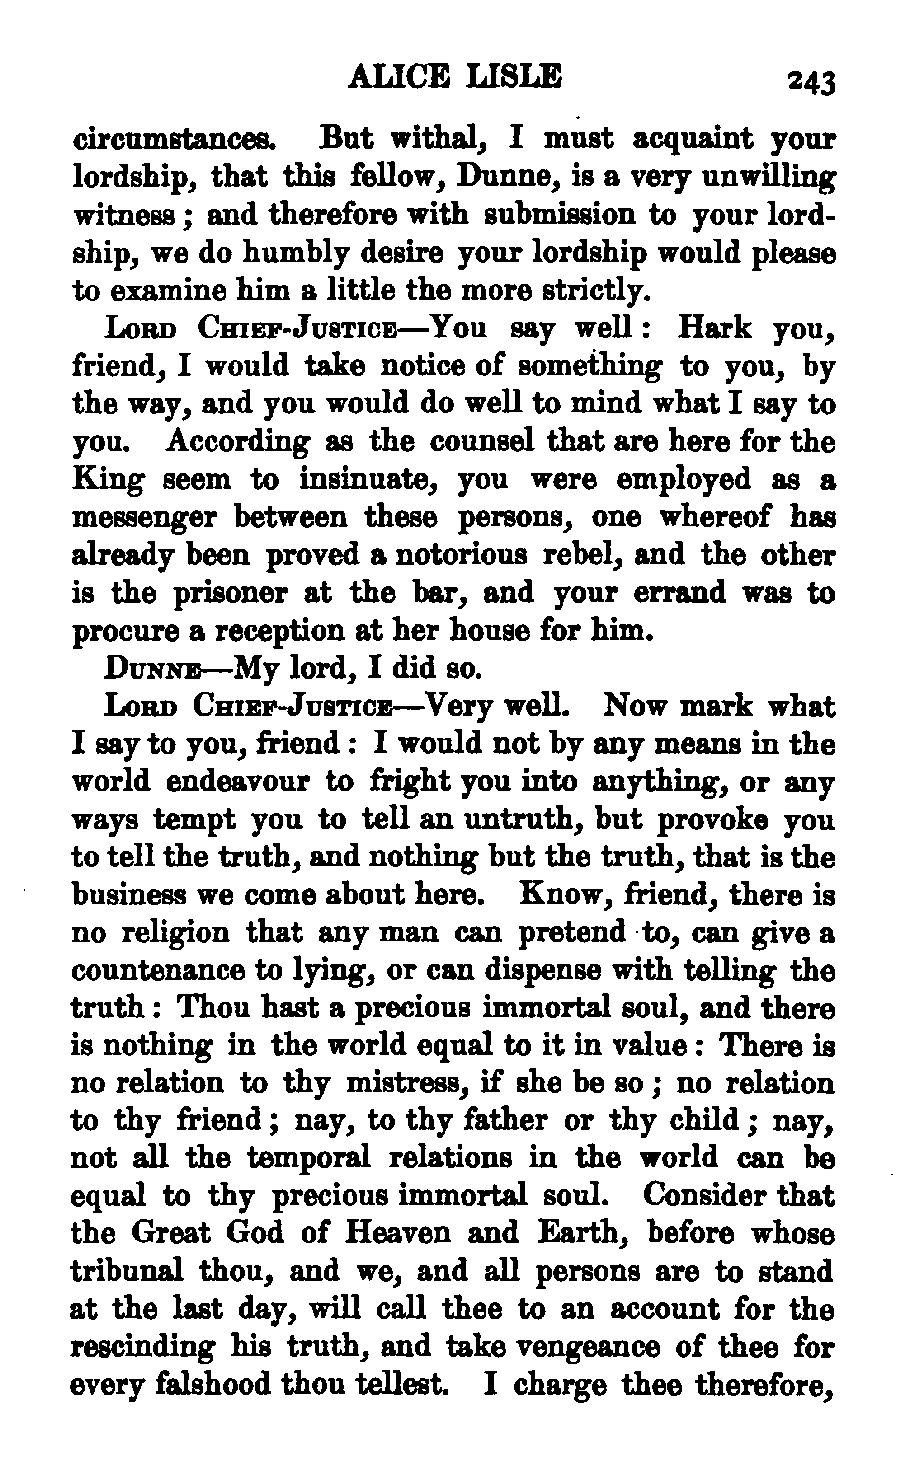 ALICE LISLE 243
circumstances. But withal, I must acquaint your
lordship, that this fellow, Dunne, is a very unwilling
witness ; and therefore with submission to your lord-
ship, we do humbly desire your lordship would please
to examine him a little the more strictly.
LORD CHIEF-JUSTICE—You say well : Hark you,
friend, I would take notice of something to you, by
the way, and you would do well to mind what I say to
you. According as the counsel that are here for the
King seem to insinuate, you were employed as a
messenger between these persons, one whereof has
already been proved a notorious rebel, and the other
is the prisoner at the bar, and your errand was to
procure a reception at her house for him.
DUNNE—My lord, I did so.
LORD CHIEF-JUSTICE—Very well. Now mark what
I say to you, friend : I would not by any means in the
world endeavour to fright you into anything, or any
ways tempt you to tell an untruth, but provoke you
to tell the truth, and nothing but the truth, that is the
business we come about here. Know, friend, there is
no religion that any man can pretend to, can give a
countenance to lying, or can dispense with telling the
truth : Thou hast a precious immortal soul, and there
is nothing in the world equal to it in value : There is
no relation to thy mistress, if she be so ; no relation
to thy friend ; nay, to thy father or thy child ; nay,
not all the temporal relations in the world can be
equal to thy precious immortal soul. Consider that
the Great God of Heaven and Earth, before whose
tribunal thou, and we, and all persons are to stand
at the last day, will call thee to an account for the
rescinding his truth, and take vengeance of thee for
every falshood thou tellest. I charge thee therefore,